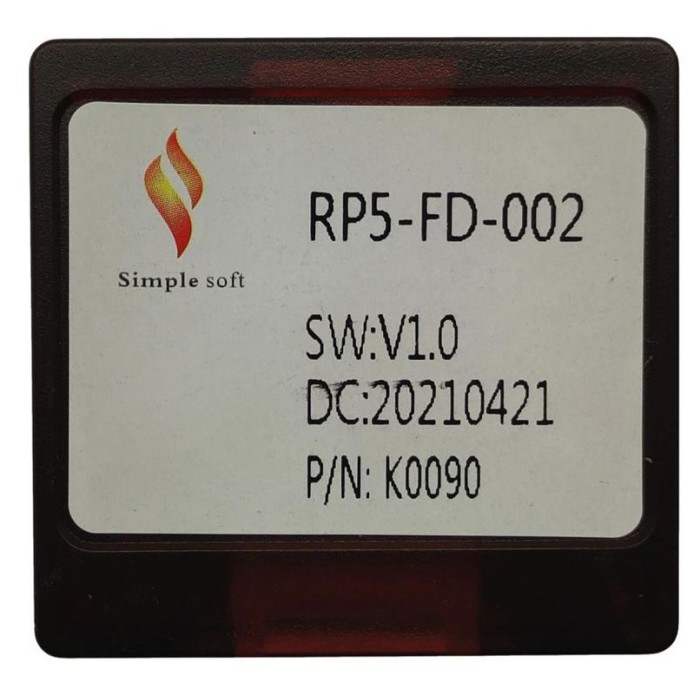 RP5-FD-002
Simple soft
SW:V1.0
DC:20210421
P/N: K0090